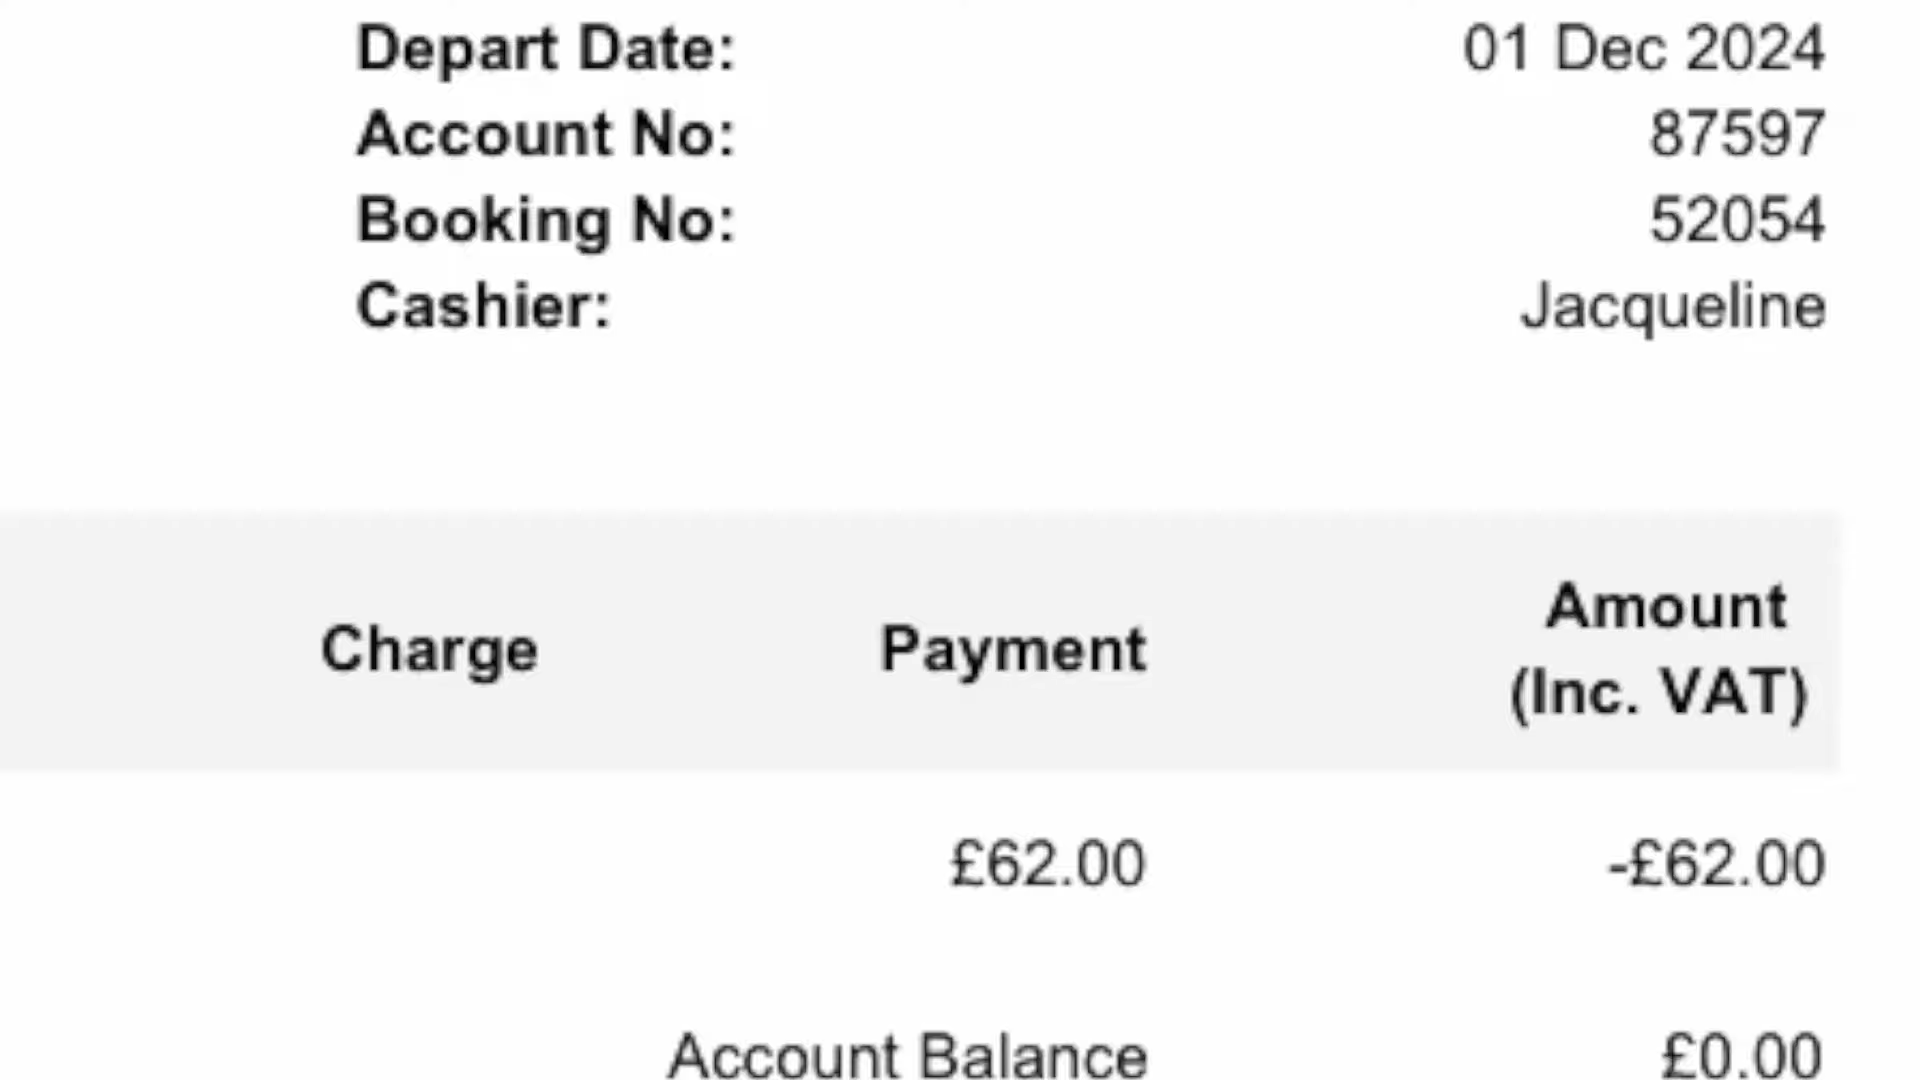 Depart Date: 01 Dec 2024
Account No: 87597
Booking No: 52054
Cashier: Jacqueline
Charge Payment Amount (Inc. VAT)
£62.00 -£62.00
Account Balance £0.00